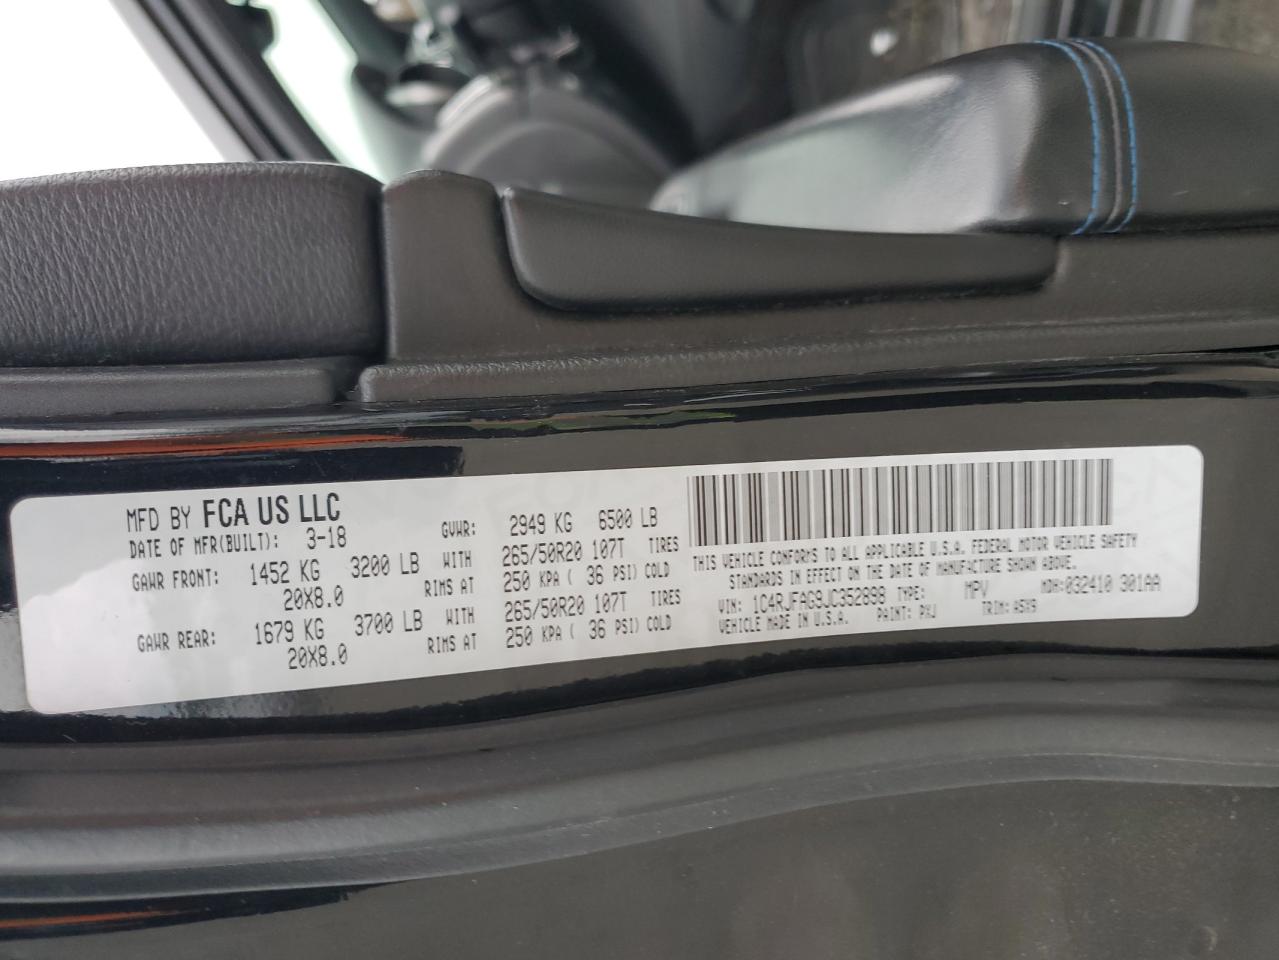 MFD BY FCA US LLC
DATE OF MFR(BUILT): 3-18 GVWR: 2949 KG 6500 LB
GAWR FRONT: 1452 KG 3200 LB WITH 265/50R20 107T TIRES
20X8.0 RIMS AT 250 KPA ( 36 PSI) COLD
GAWR REAR: 1679 KG 3700 LB WITH 265/50R20 107T TIRES
20X8.0 RIMS AT 250 KPA ( 36 PSI) COLD
THIS VEHICLE CONFORMS TO ALL APPLICABLE U.S.A. FEDERAL MOTOR VEHICLE SAFETY
STANDARDS IN EFFECT ON THE DATE OF MANUFACTURE SHOWN ABOVE.
VIN: 1C4RJFAG9JC352898 TYPE: MPV MDH:032410 301AA
VEHICLE MADE IN U.S.A. PAINT: PXJ TRIM: A5X9